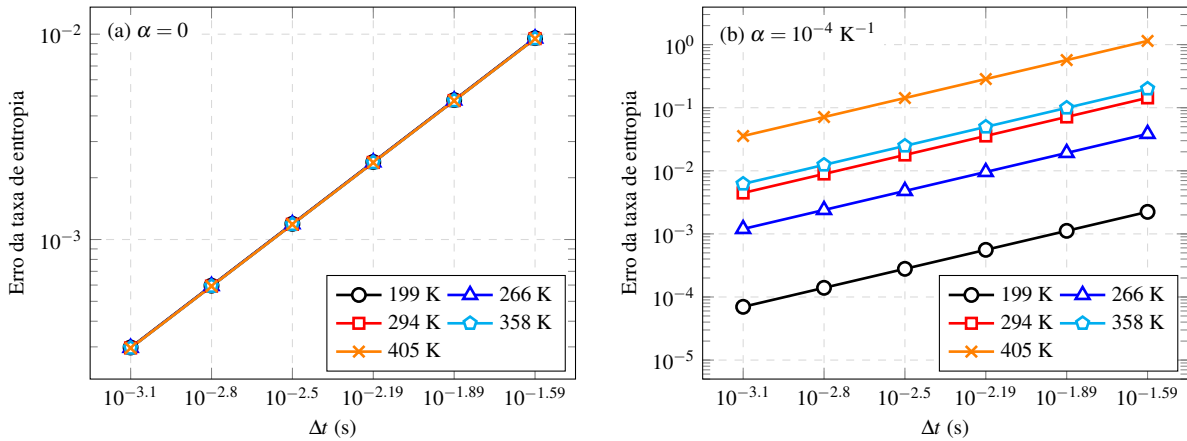 (a) α = 0
Erro da taxa de entropia
10⁻²
10⁻³
199 K
266 K
294 K
358 K
405 K
10⁻³·¹ 10⁻²·⁸ 10⁻²·⁵ 10⁻²·¹⁹ 10⁻¹·⁸⁹ 10⁻¹·⁵⁹
Δt (s)
(b) α = 10⁻⁴ K⁻¹
Erro da taxa de entropia
10⁰
10⁻¹
10⁻²
10⁻³
10⁻⁴
10⁻⁵
199 K
266 K
294 K
358 K
405 K
10⁻³·¹ 10⁻²·⁸ 10⁻²·⁵ 10⁻²·¹⁹ 10⁻¹·⁸⁹ 10⁻¹·⁵⁹
Δt (s)